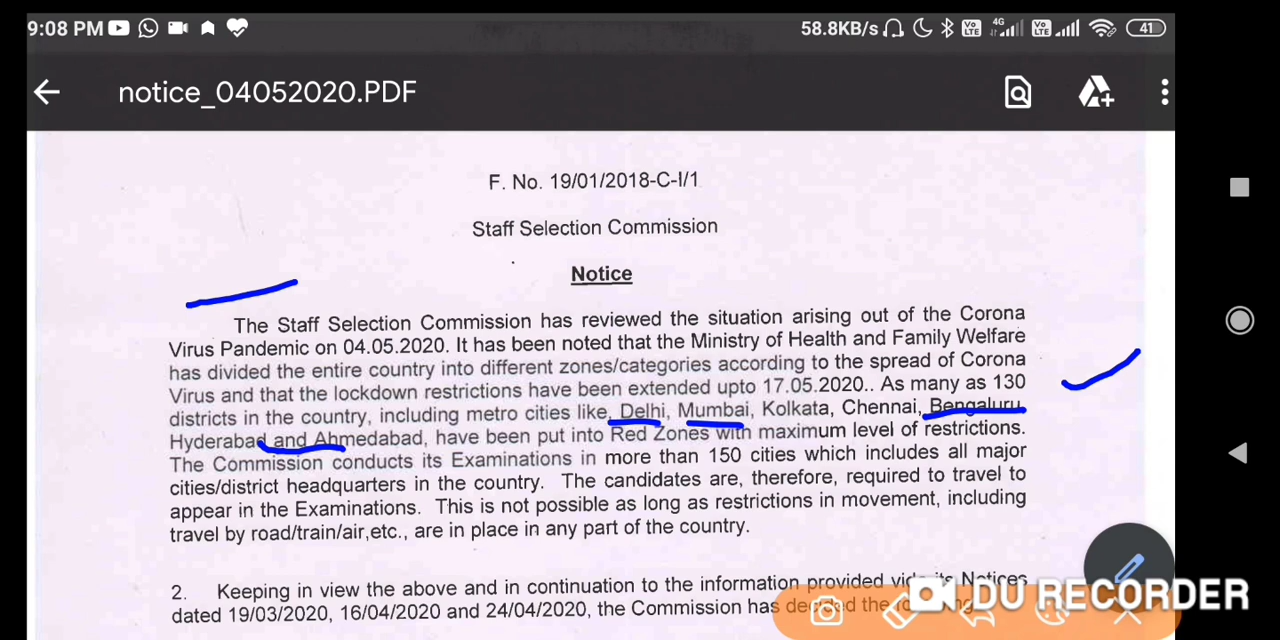 9:08 PM
58.8KB/s
4G
Vo LTE
Vo LTE
41
notice_04052020.PDF
F. No. 19/01/2018-C-I/1
Staff Selection Commission
Notice
The Staff Selection Commission has reviewed the situation arising out of the Corona
Virus Pandemic on 04.05.2020. It has been noted that the Ministry of Health and Family Welfare
has divided the entire country into different zones/categories according to the spread of Corona
Virus and that the lockdown restrictions have been extended upto 17.05.2020.. As many as 130
districts in the country, including metro cities like, Delhi, Mumbai, Kolkata, Chennai, Bengaluru,
Hyderabad and Ahmedabad, have been put into Red Zones with maximum level of restrictions.
The Commission conducts its Examinations in more than 150 cities which includes all major
cities/district headquarters in the country. The candidates are, therefore, required to travel to
appear in the Examinations. This is not possible as long as restrictions in movement, including
travel by road/train/air,etc., are in place in any part of the country.
2. Keeping in view the above and in continuation to the information provided vide its Notices
dated 19/03/2020, 16/04/2020 and 24/04/2020, the Commission has decided the
DU RECORDER